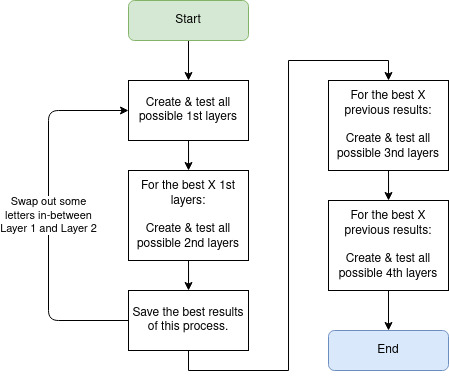 Start
Create & test all
possible 1st layers
For the best X 1st
layers:
Create & test all
possible 2nd layers
Swap out some
letters in-between
Layer 1 and Layer 2
Save the best results
of this process.
For the best X
previous results:
Create & test all
possible 3nd layers
For the best X
previous results:
Create & test all
possible 4th layers
End